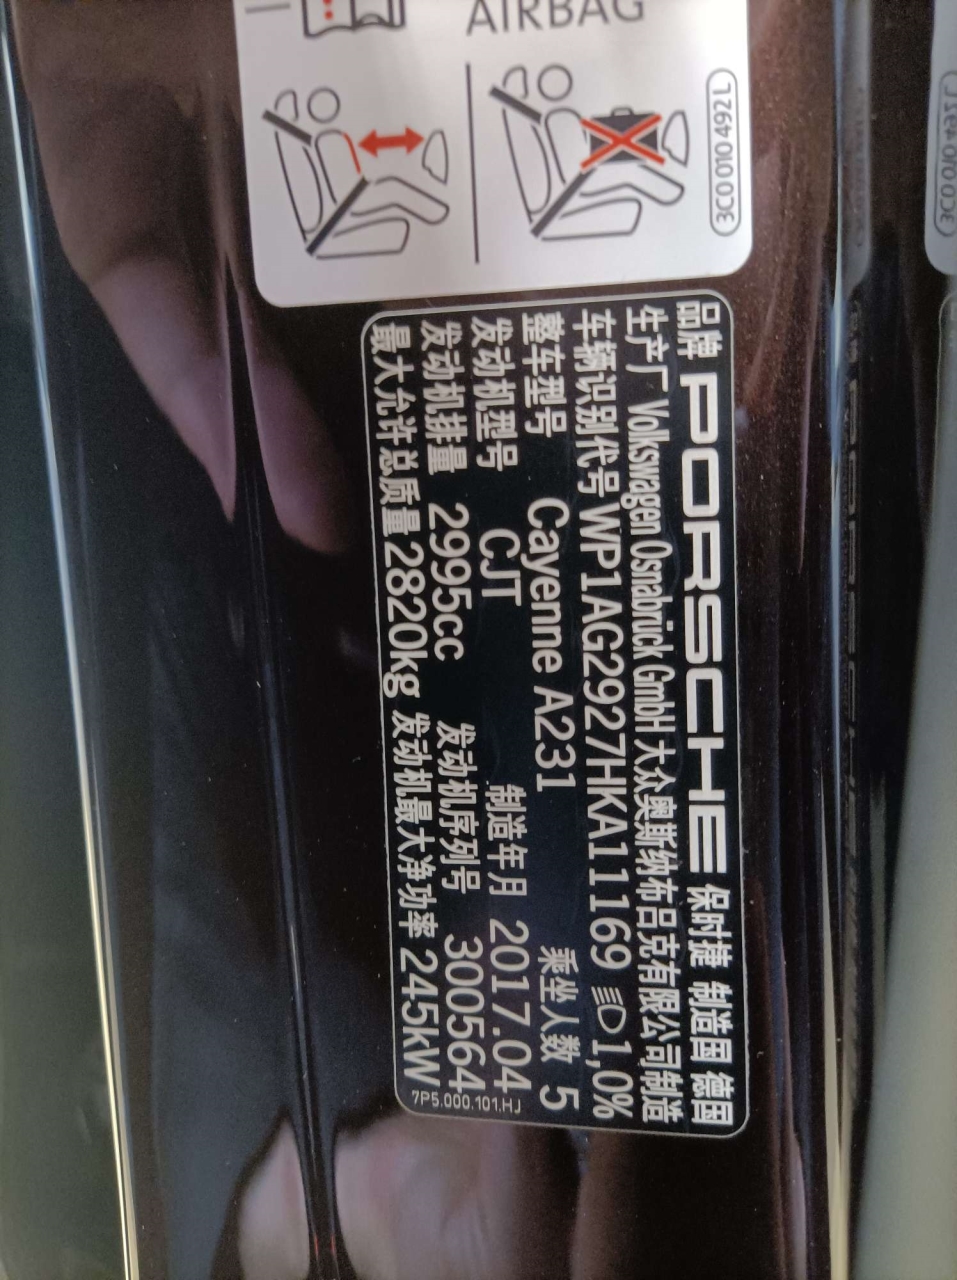 AIRBAG
3C0 010 492 L
品牌 PORSCHE 保时捷 制造国 德国
生产厂 Volkswagen Osnabrück GmbH 大众奥斯纳布吕克有限公司制造
车辆识别代号 WP1AG2927HKA11169 1,0%
整车型号 Cayenne A231 乘坐人数 5
发动机型号 CJT 制造年月 2017.04
发动机排量 2995cc 发动机序列号 300564
最大允许总质量 2820kg 发动机最大净功率 245kW
7P5.000.101.HJ